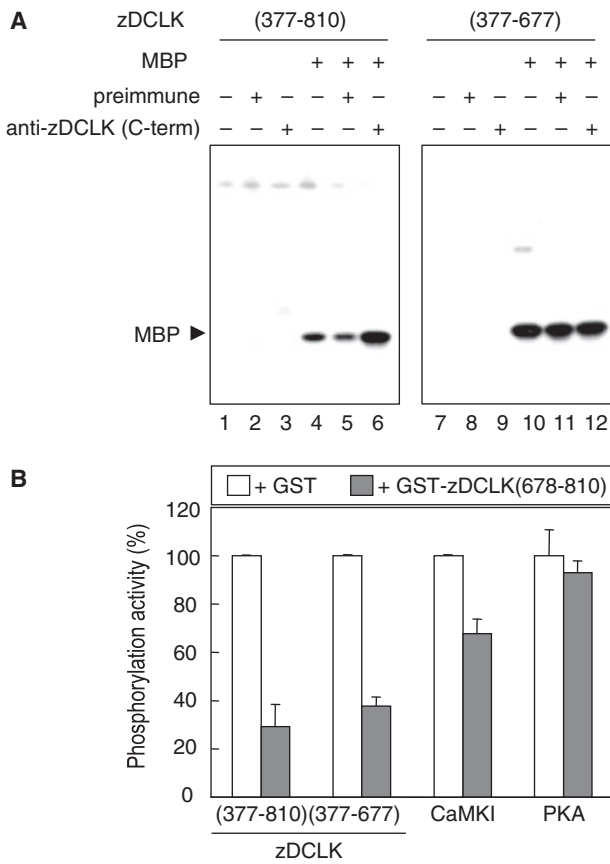 A
zDCLK (377-810) (377-677)
MBP – – – + + + – – – + + +
preimmune – + – – + – – + – – + –
anti-zDCLK (C-term) – – + – – + – – + – – +
MBP ►
1 2 3 4 5 6 7 8 9 10 11 12
B
+ GST + GST-zDCLK(678-810)
Phosphorylation activity (%)
120
100
80
60
40
20
0
(377-810) (377-677) CaMKI PKA
zDCLK